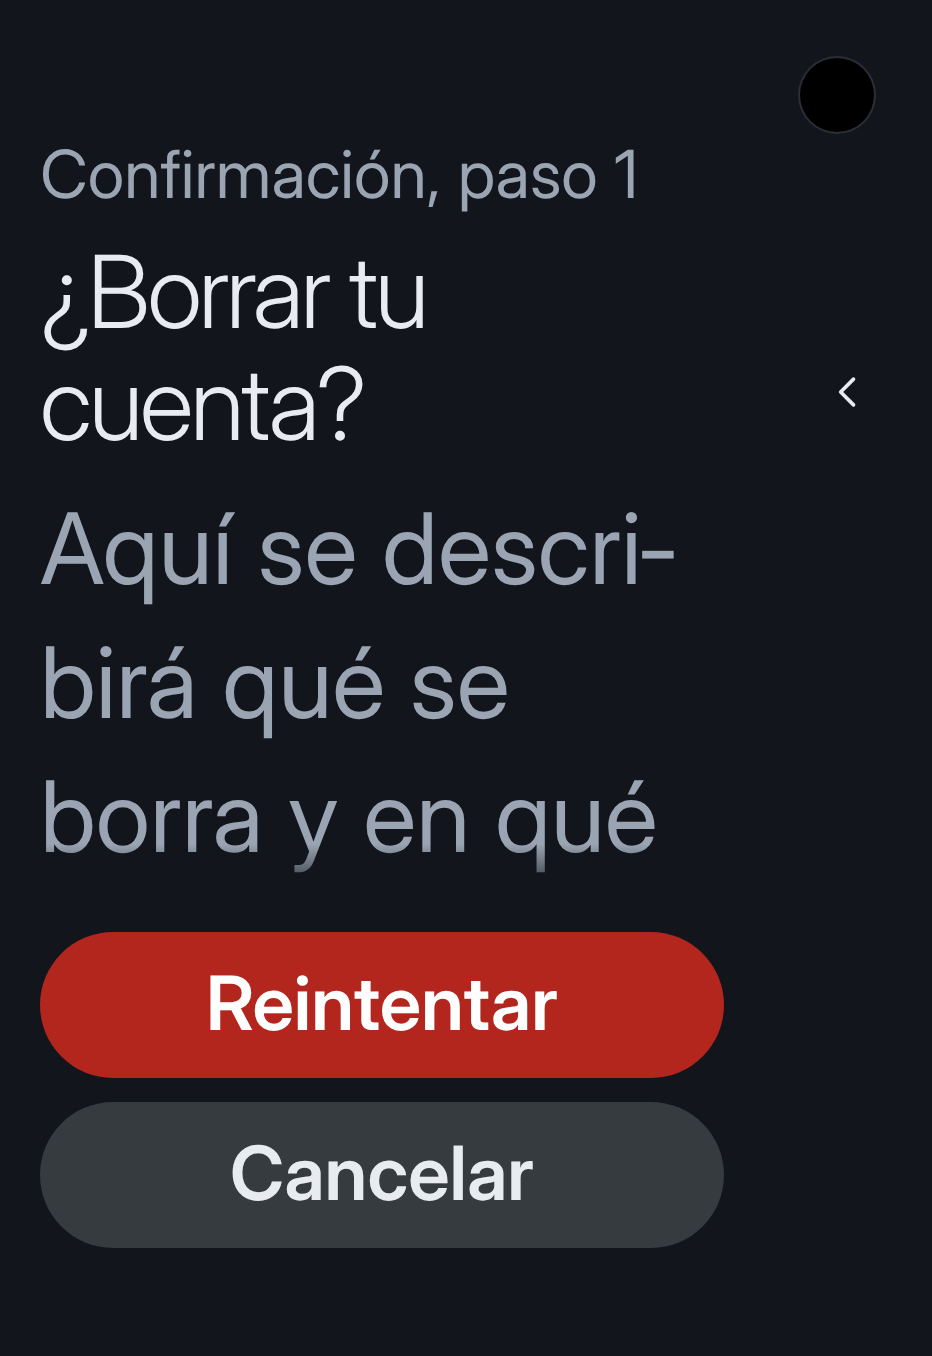 Confirmación, paso 1
¿Borrar tu
cuenta?
Aquí se descri-
birá qué se
borra y en qué
Reintentar
Cancelar